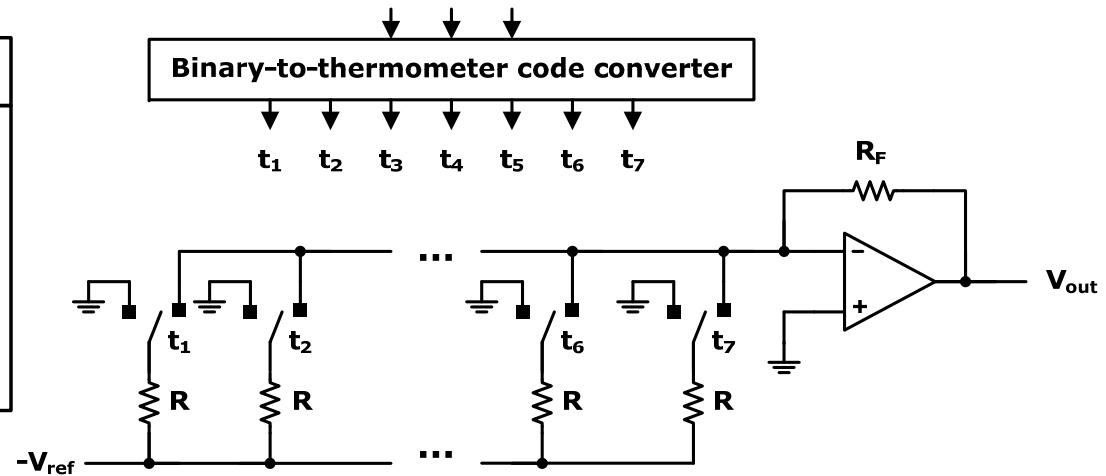 Binary-to-thermometer code converter
t₁ t₂ t₃ t₄ t₅ t₆ t₇
R_F
... − V_out
+
t₁ t₂ t₆ t₇
R R R R
-V_ref ...